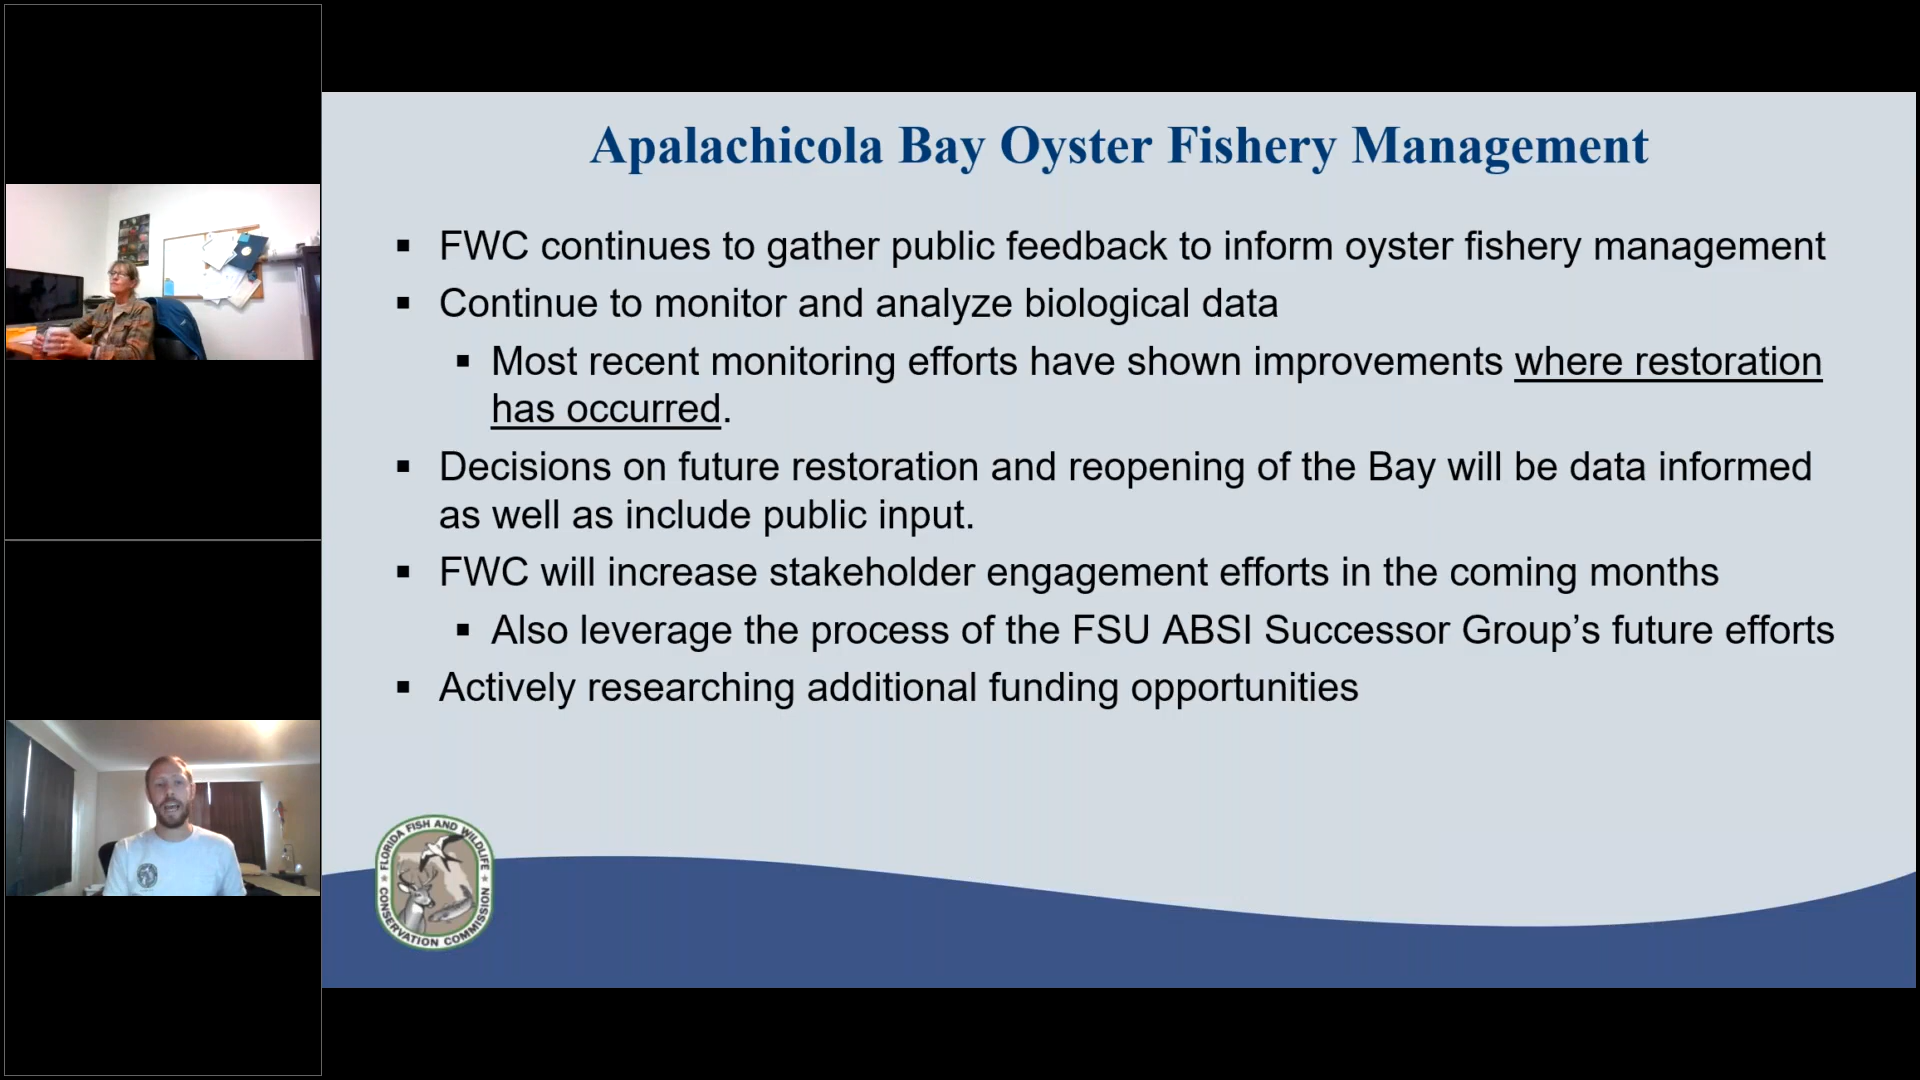 Apalachicola Bay Oyster Fishery Management
▪ FWC continues to gather public feedback to inform oyster fishery management
▪ Continue to monitor and analyze biological data
▪ Most recent monitoring efforts have shown improvements where restoration
has occurred.
▪ Decisions on future restoration and reopening of the Bay will be data informed
as well as include public input.
▪ FWC will increase stakeholder engagement efforts in the coming months
▪ Also leverage the process of the FSU ABSI Successor Group’s future efforts
▪ Actively researching additional funding opportunities
FLORIDA FISH AND WILDLIFE
CONSERVATION COMMISSION